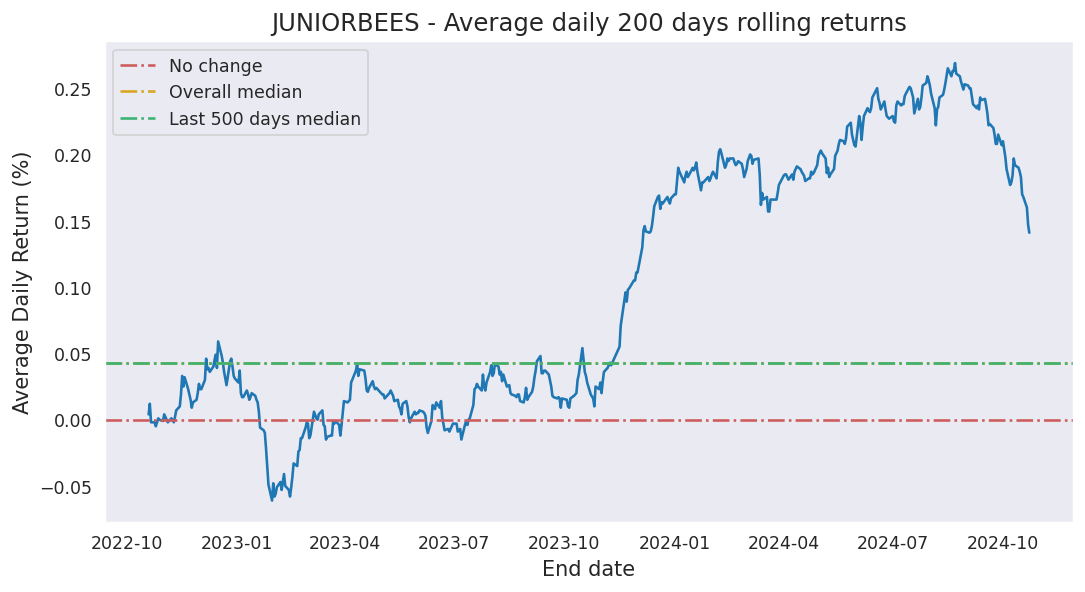 JUNIORBEES - Average daily 200 days rolling returns
No change
Overall median
Last 500 days median
Average Daily Return (%)
0.25
0.20
0.15
0.10
0.05
0.00
−0.05
2022-10 2023-01 2023-04 2023-07 2023-10 2024-01 2024-04 2024-07 2024-10
End date